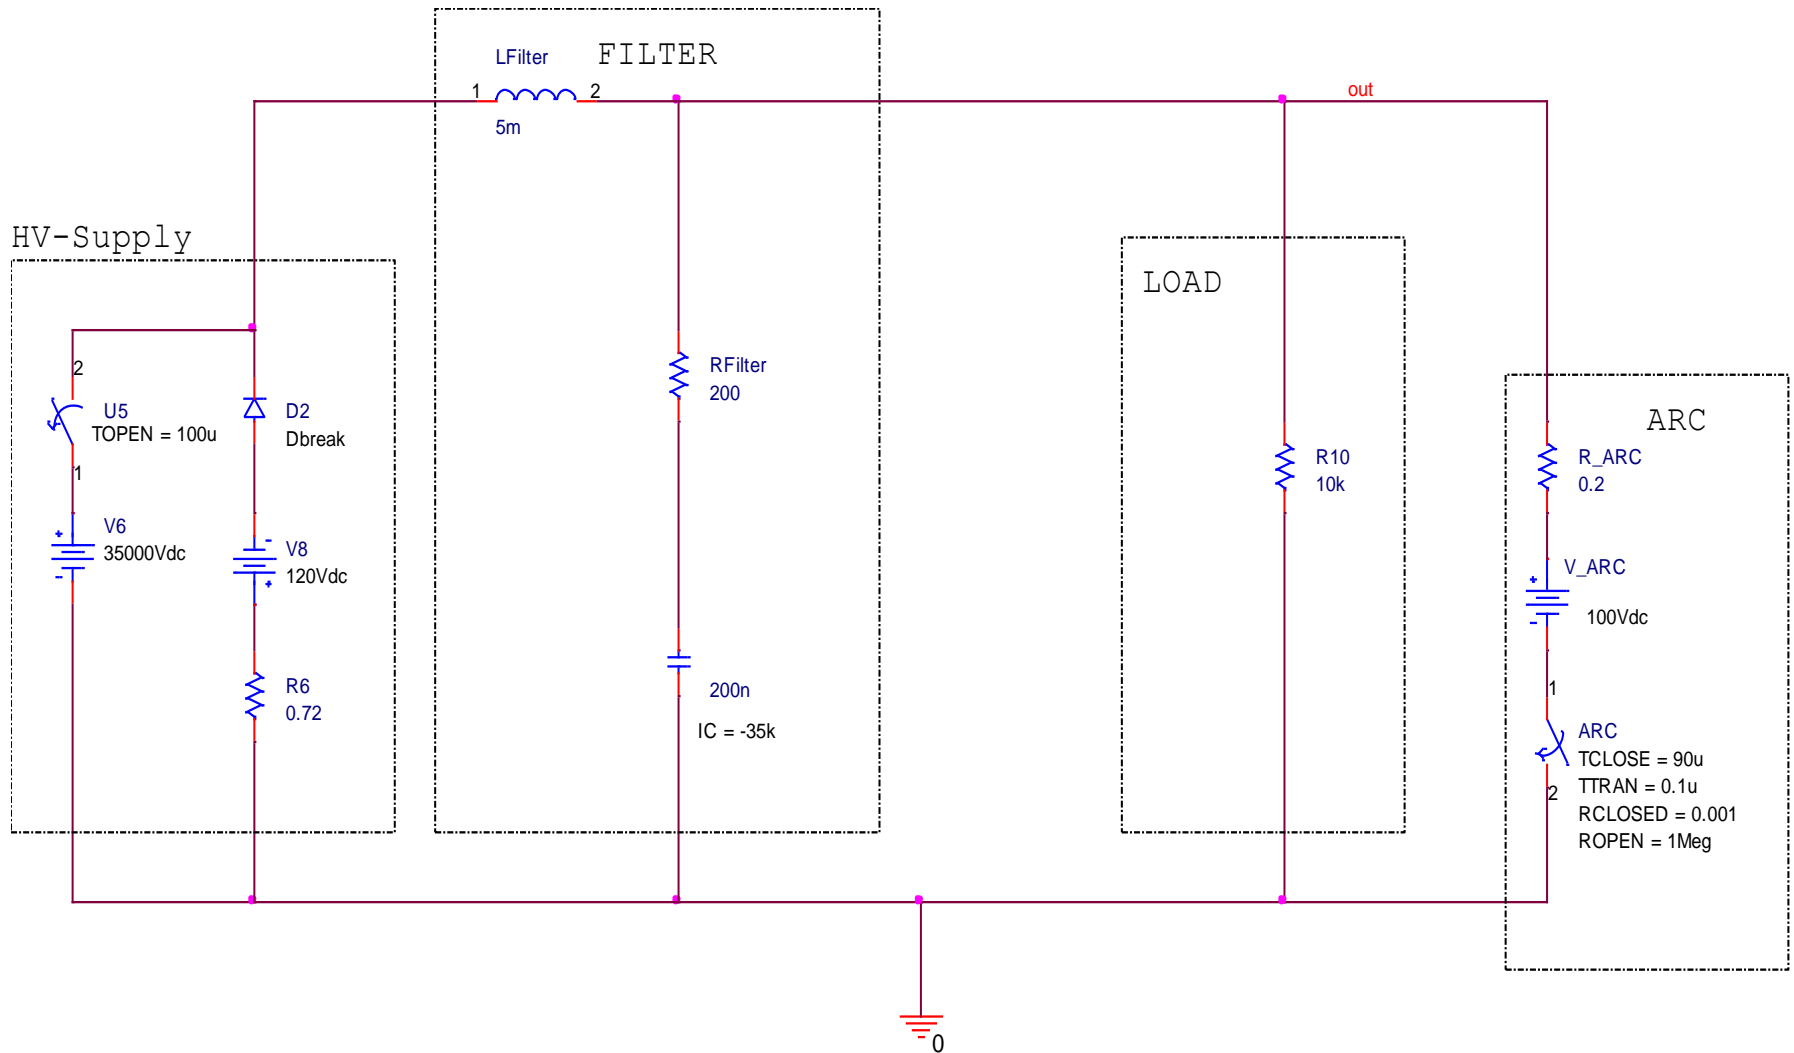 FILTER
LFilter
1
2
5m
out
HV-Supply
LOAD
2
U5
TOPEN = 100u
1
D2
Dbreak
RFilter
200
ARC
R10
10k
R_ARC
0.2
+
V6
35000Vdc
-
-
V8
120Vdc
+
V_ARC
+
100Vdc
-
R6
0.72
200n
IC = -35k
1
ARC
TCLOSE = 90u
TTRAN = 0.1u
2
RCLOSED = 0.001
ROPEN = 1Meg
0